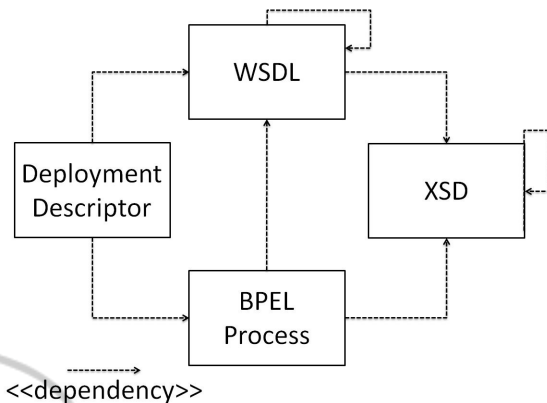 WSDL
Deployment
Descriptor
XSD
BPEL
Process
<<dependency>>